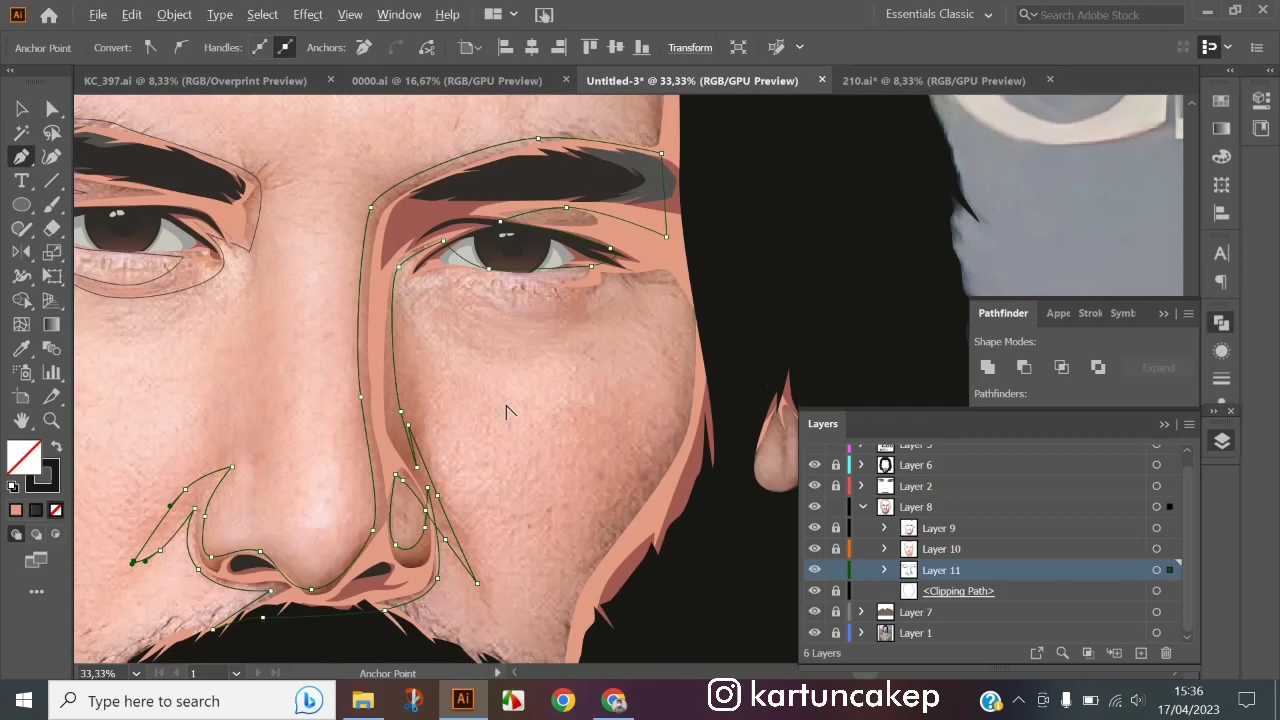 Ai File Edit Object Type Select Effect View Window Help Essentials Classic Search Adobe Stock
Anchor Point Convert: Handles: Anchors: Transform
KC_397.ai @ 8,33% (RGB/Overprint Preview) 0000.ai @ 16,67% (RGB/GPU Preview) Untitled-3* @ 33,33% (RGB/GPU Preview) 210.ai* @ 8,33% (RGB/GPU Preview)
Pathfinder Appe Strok Symb
Shape Modes:
Expand
Pathfinders:
Layers
Layer 6
Layer 2
Layer 8
Layer 9
Layer 10
Layer 11
<Clipping Path>
Layer 7
Layer 1
6 Layers
33,33% 1 Anchor Point
Type here to search
Ai
kartuncakep
15:36
17/04/2023